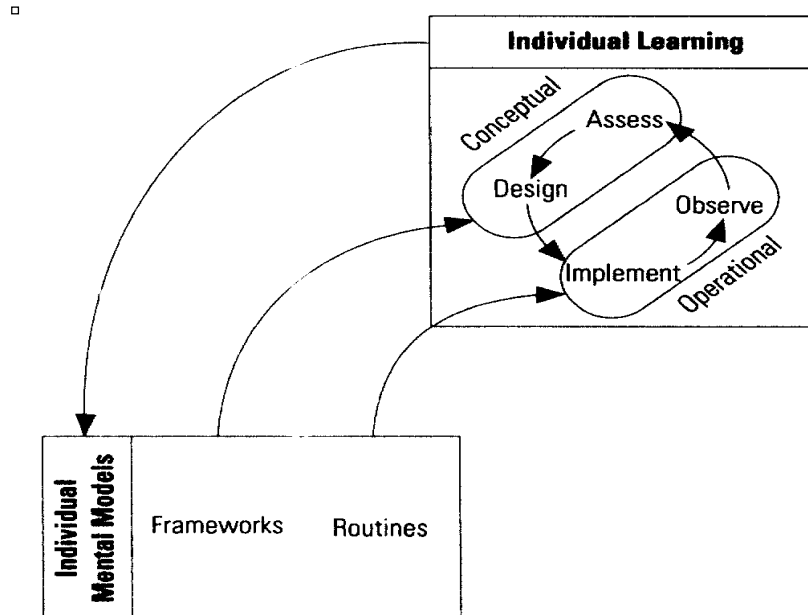 Individual Learning
Conceptual
Assess
Design
Observe
Implement
Operational
Individual
Mental Models
Frameworks
Routines